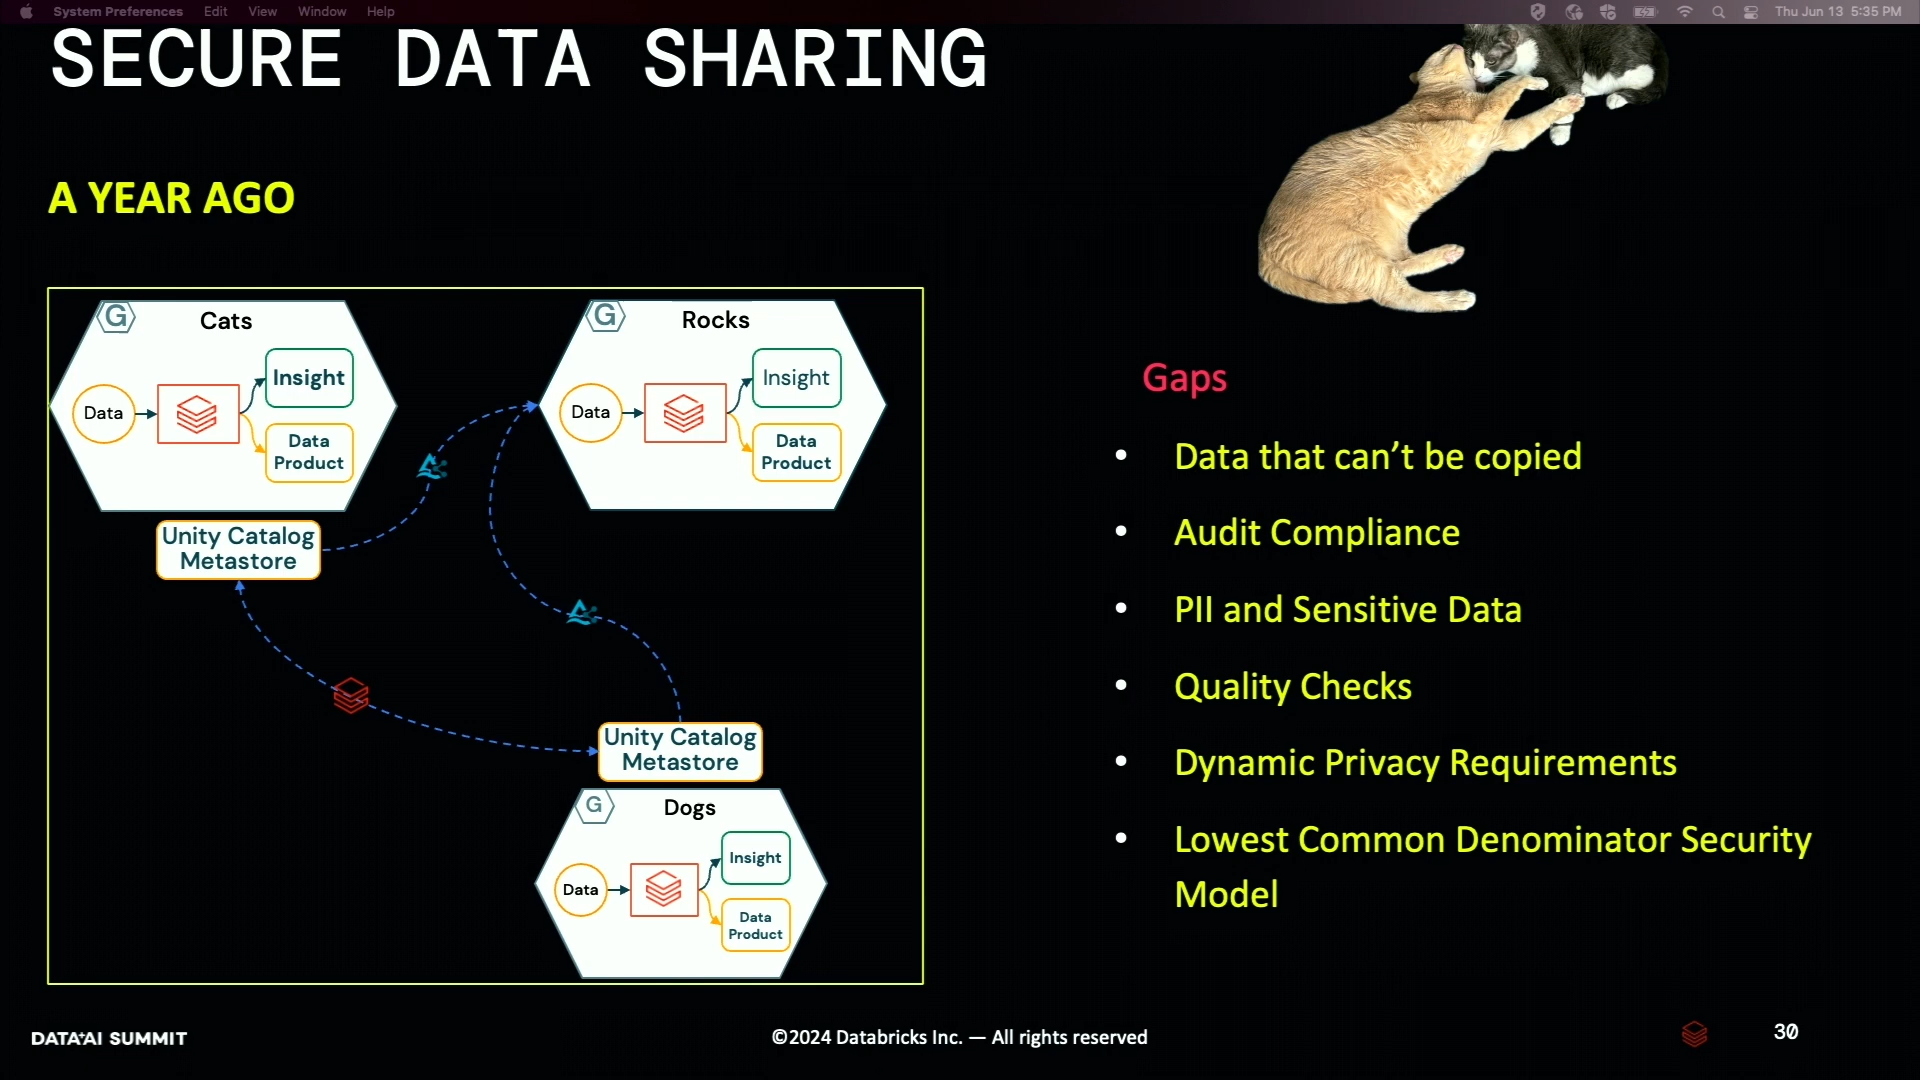 System Preferences Edit View Window Help Thu Jun 13 5:35 PM
SECURE DATA SHARING
A YEAR AGO
G Cats
Data
Insight
Data
Product
Unity Catalog
Metastore
G Rocks
Data
Insight
Data
Product
Unity Catalog
Metastore
G Dogs
Data
Insight
Data
Product
Gaps
• Data that can’t be copied
• Audit Compliance
• PII and Sensitive Data
• Quality Checks
• Dynamic Privacy Requirements
• Lowest Common Denominator Security
Model
DATA+AI SUMMIT
©2024 Databricks Inc. — All rights reserved
30